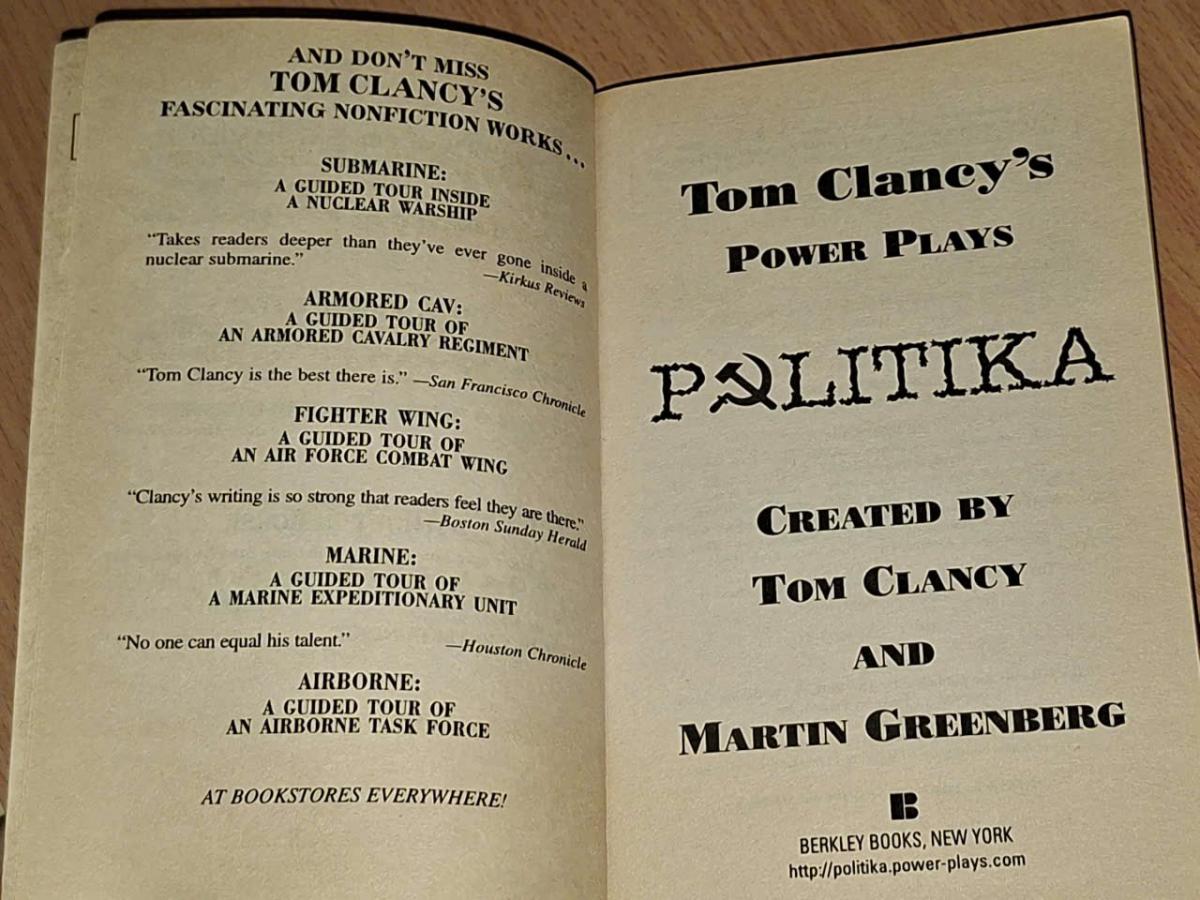 AND DON'T MISS
TOM CLANCY'S
FASCINATING NONFICTION WORKS...
SUBMARINE:
A GUIDED TOUR INSIDE
A NUCLEAR WARSHIP
“Takes readers deeper than they've ever gone inside a
nuclear submarine.” —Kirkus Reviews
ARMORED CAV:
A GUIDED TOUR OF
AN ARMORED CAVALRY REGIMENT
“Tom Clancy is the best there is.” —San Francisco Chronicle
FIGHTER WING:
A GUIDED TOUR OF
AN AIR FORCE COMBAT WING
“Clancy's writing is so strong that readers feel they are there.”
—Boston Sunday Herald
MARINE:
A GUIDED TOUR OF
A MARINE EXPEDITIONARY UNIT
“No one can equal his talent.” —Houston Chronicle
AIRBORNE:
A GUIDED TOUR OF
AN AIRBORNE TASK FORCE
AT BOOKSTORES EVERYWHERE!
Tom Clancy's
POWER PLAYS
P☭LITIKA
CREATED BY
TOM CLANCY
AND
MARTIN GREENBERG
B
BERKLEY BOOKS, NEW YORK
http://politika.power-plays.com